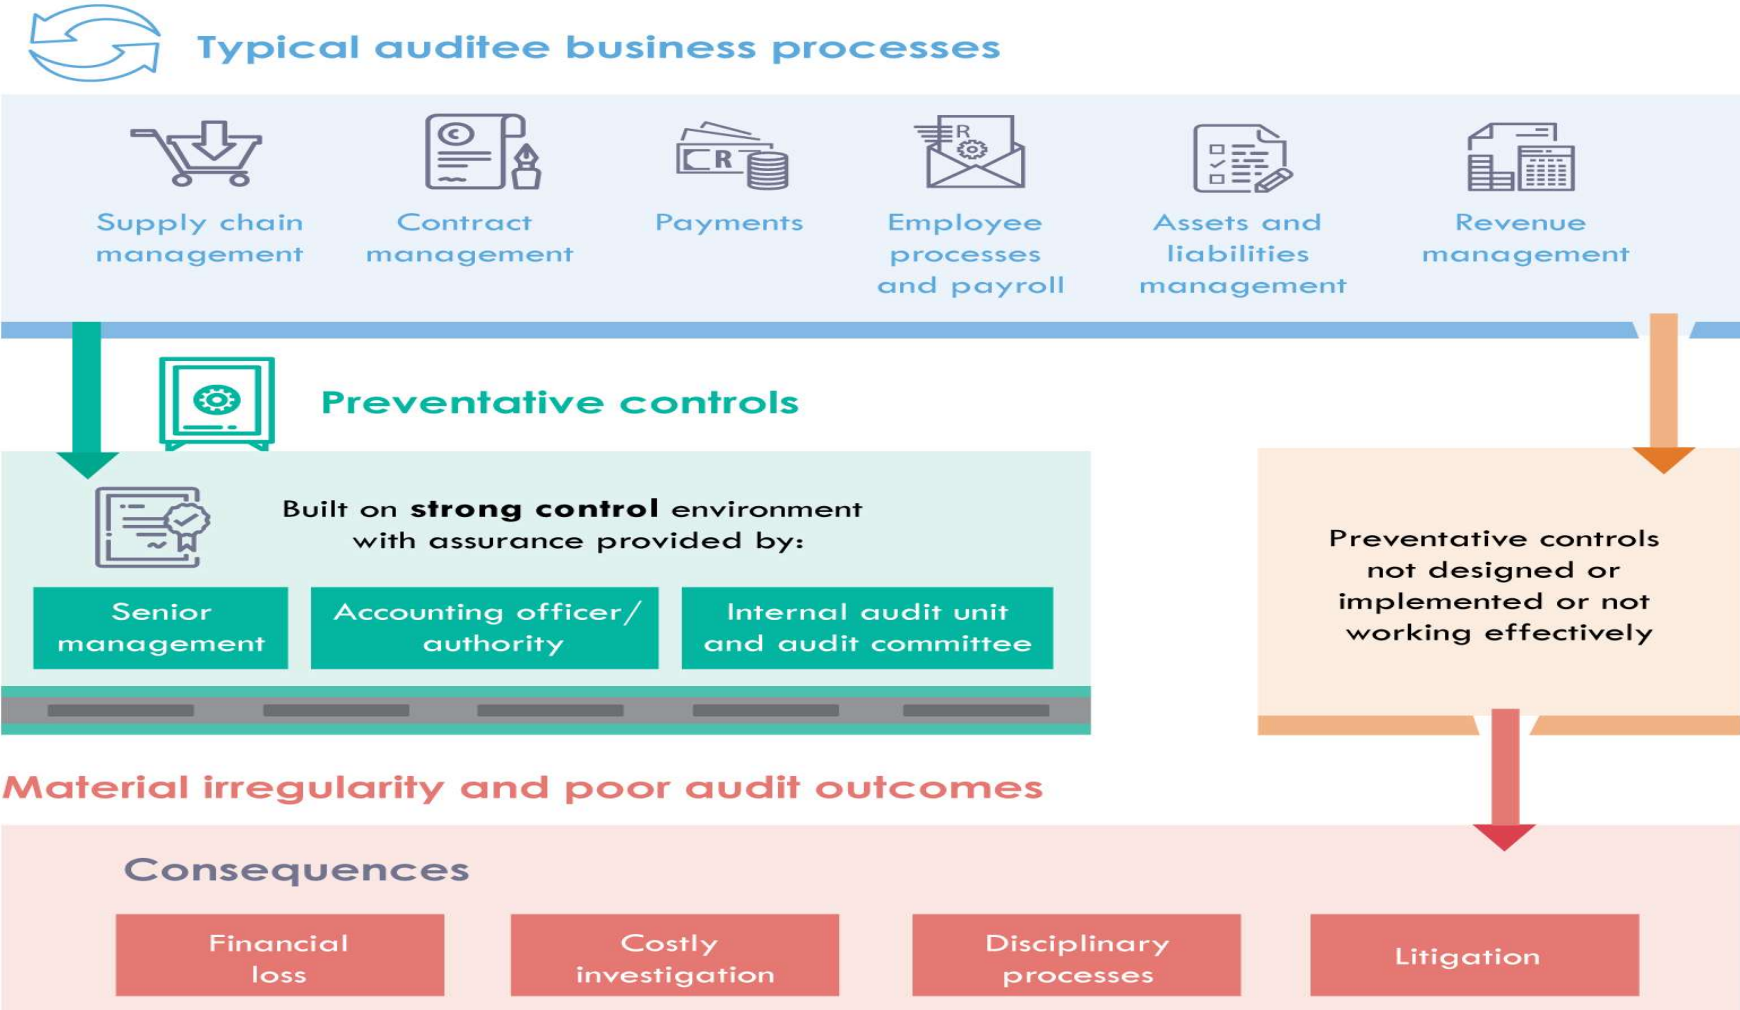 Typical auditee business processes
R
R
Supply chain
management
Contract
management
Payments
Employee
processes
and payroll
Assets and
liabilities
management
Revenue
management
Preventative controls
Built on strong control environment
with assurance provided by:
Senior
management
Accounting officer/
authority
Internal audit unit
and audit committee
Preventative controls
not designed or
implemented or not
working effectively
Material irregularity and poor audit outcomes
Consequences
Financial
loss
Costly
investigation
Disciplinary
processes
Litigation